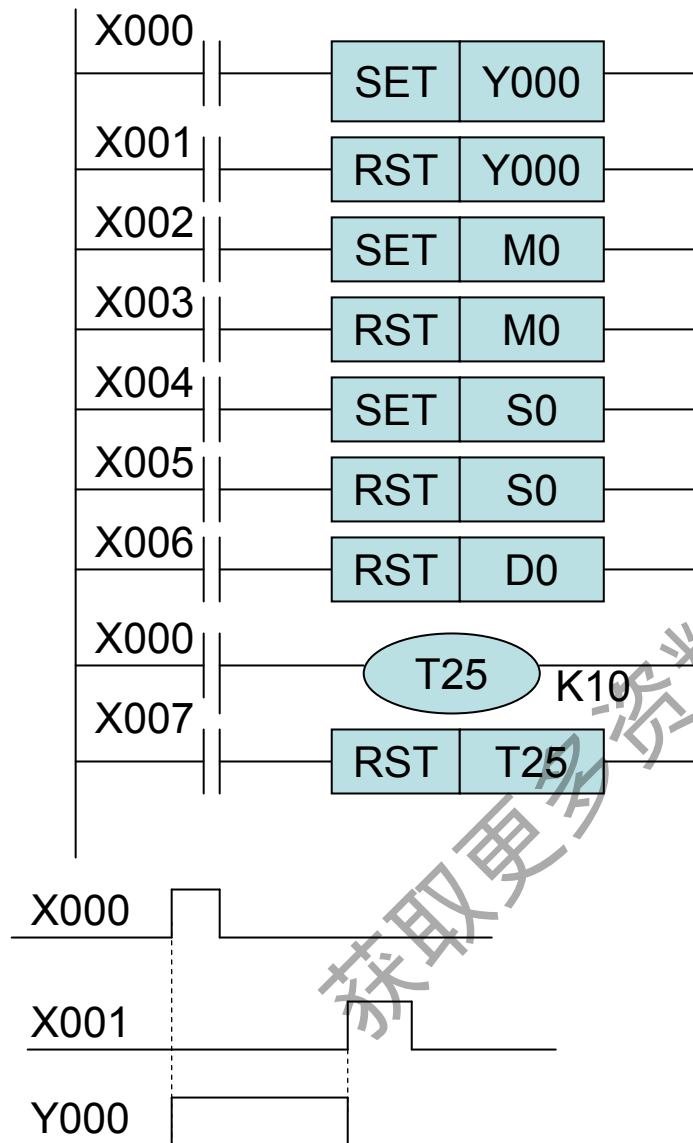 X000
SET Y000
X001
RST Y000
X002
SET M0
X003
RST M0
X004
SET S0
X005
RST S0
X006
RST D0
X000
T25 K10
X007
RST T25
X000
X001
Y000
获取更多资料